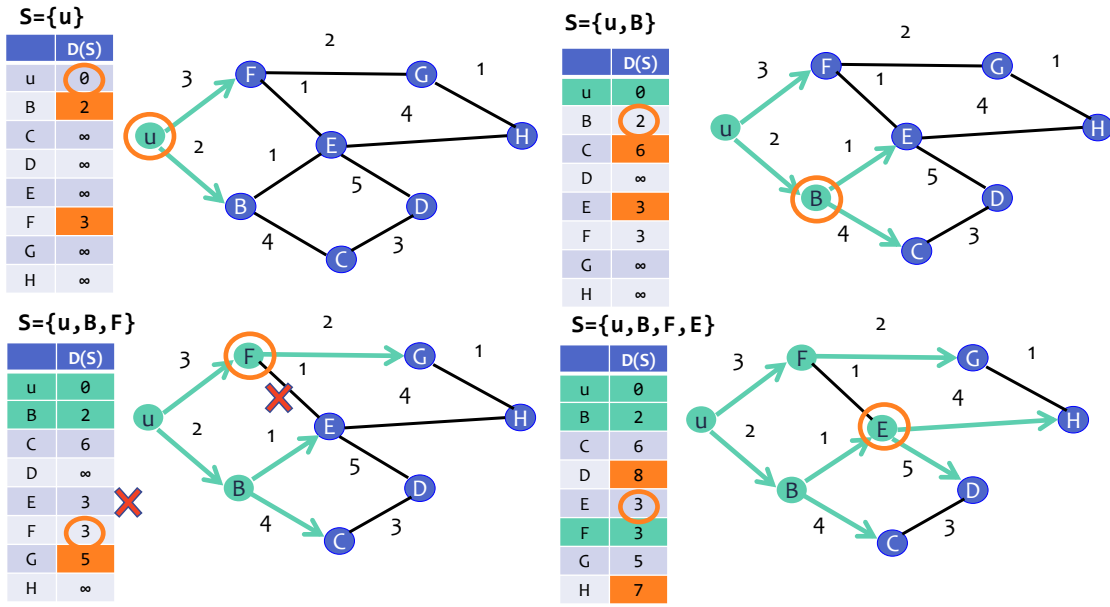 S={u}
D(S)
u 0
B 2
C ∞
D ∞
E ∞
F 3
G ∞
H ∞
2
3
F
G
1
1
4
u
2
E
H
1
5
B
D
4
3
C
S={u,B}
D(S)
u 0
B 2
C 6
D ∞
E 3
F 3
G ∞
H ∞
2
3
F
G
1
1
4
u
2
E
H
1
5
B
D
4
3
C
S={u,B,F}
D(S)
u 0
B 2
C 6
D ∞
E 3
F 3
G 5
H ∞
2
3
F
G
1
1
4
u
2
E
H
1
5
B
D
4
3
C
S={u,B,F,E}
D(S)
u 0
B 2
C 6
D 8
E 3
F 3
G 5
H 7
2
3
F
G
1
1
4
u
2
E
H
1
5
B
D
4
3
C